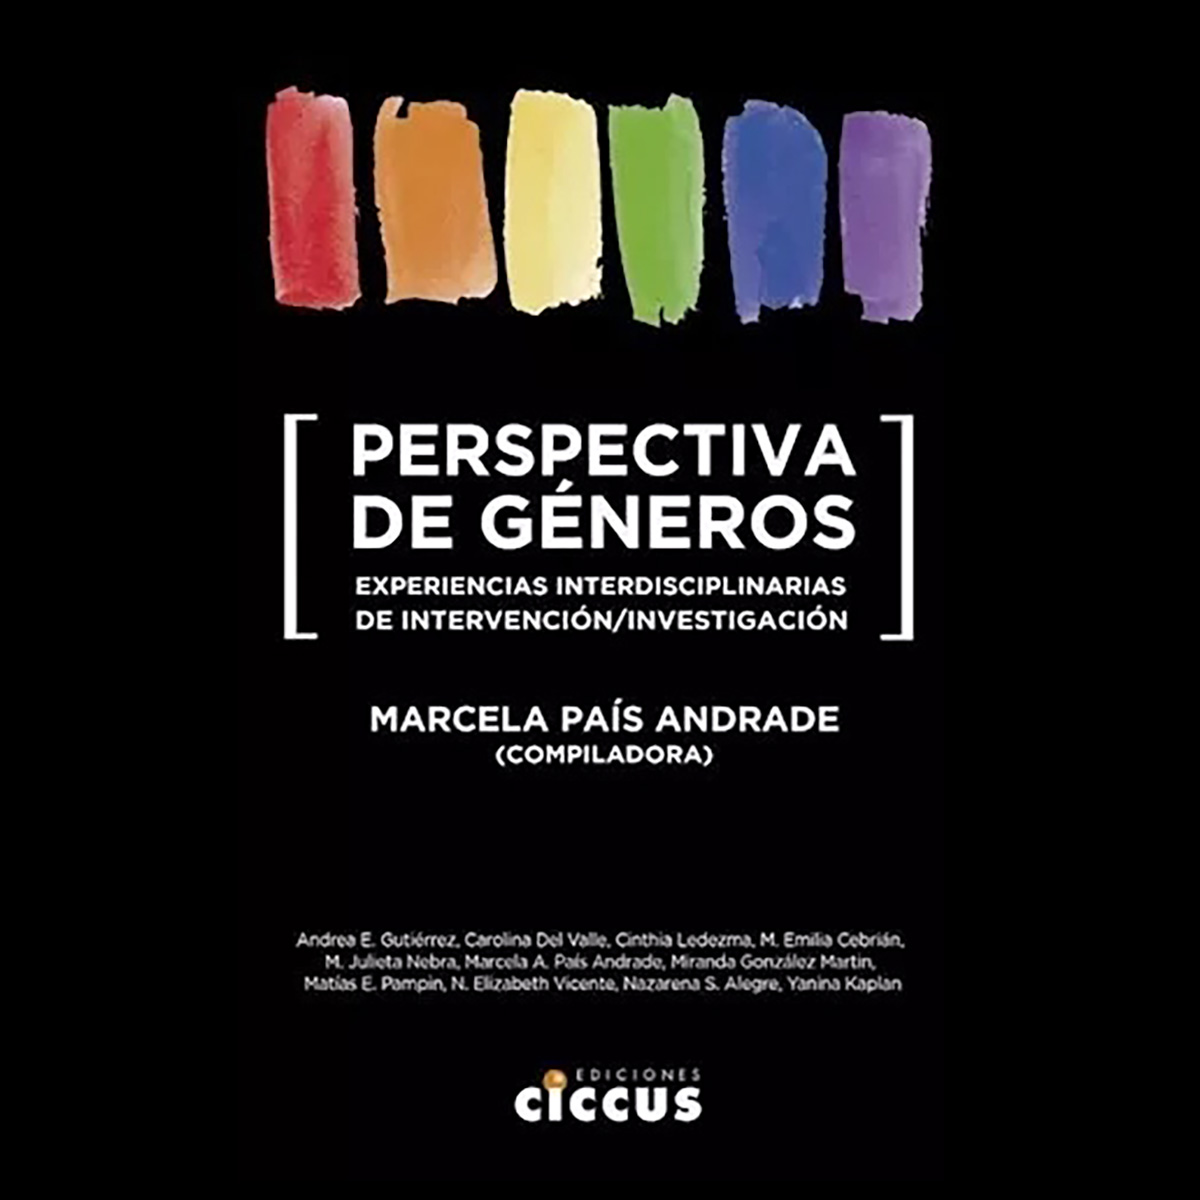 PERSPECTIVA
DE GÉNEROS
EXPERIENCIAS INTERDISCIPLINARIAS
DE INTERVENCIÓN/INVESTIGACIÓN
MARCELA PAÍS ANDRADE
(COMPILADORA)
Andrea E. Gutiérrez, Carolina Del Valle, Cinthia Ledezma, M. Emilia Cebrián,
M. Julieta Nebra, Marcela A. País Andrade, Miranda González Martin,
Matías E. Pampin, N. Elizabeth Vicente, Nazarena S. Alegre, Yanina Kaplan
EDICIONES
CICCUS